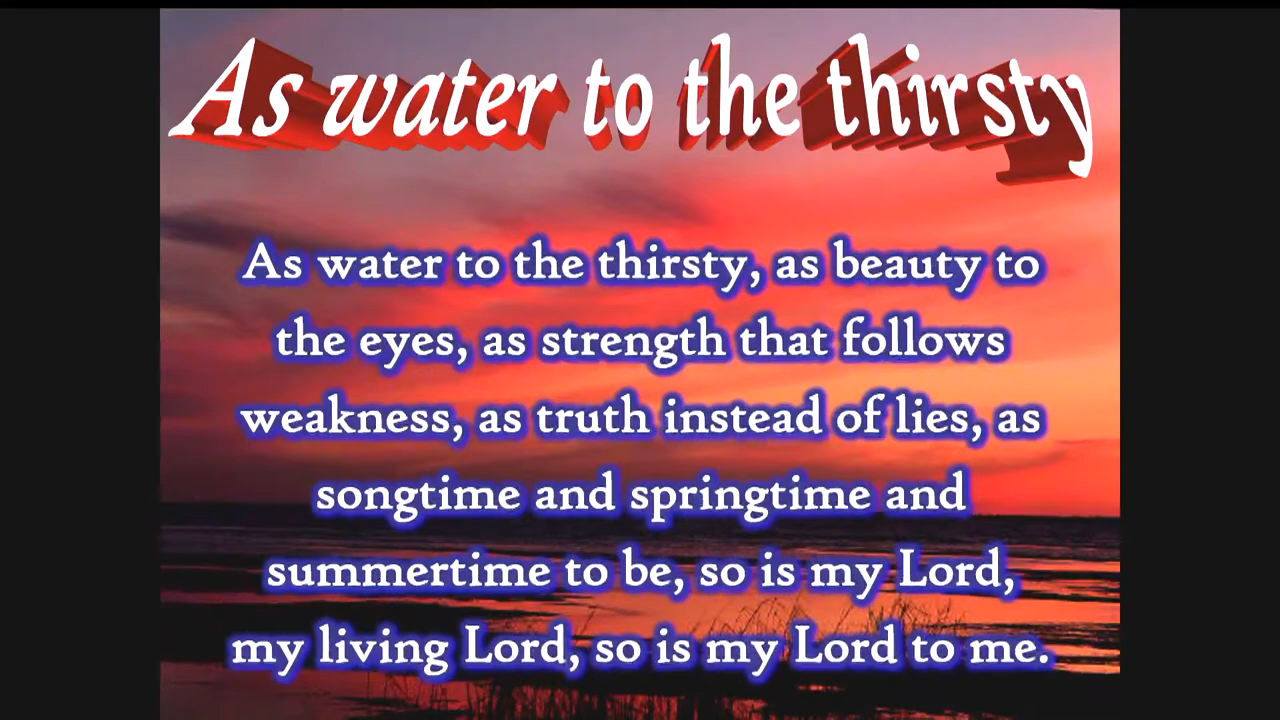 As water to the thirsty
As water to the thirsty, as beauty to
the eyes, as strength that follows
weakness, as truth instead of lies, as
songtime and springtime and
summertime to be, so is my Lord,
my living Lord, so is my Lord to me.